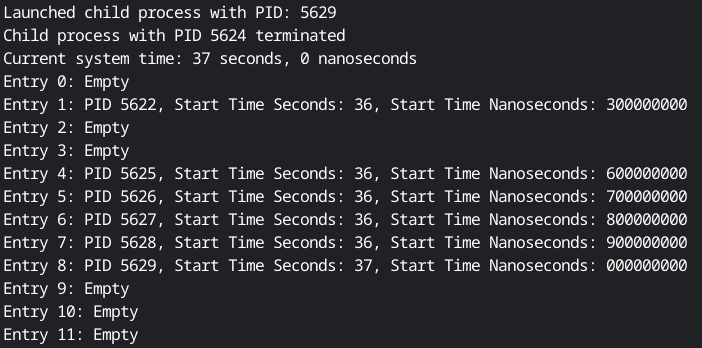 Launched child process with PID: 5629
Child process with PID 5624 terminated
Current system time: 37 seconds, 0 nanoseconds
Entry 0: Empty
Entry 1: PID 5622, Start Time Seconds: 36, Start Time Nanoseconds: 300000000
Entry 2: Empty
Entry 3: Empty
Entry 4: PID 5625, Start Time Seconds: 36, Start Time Nanoseconds: 600000000
Entry 5: PID 5626, Start Time Seconds: 36, Start Time Nanoseconds: 700000000
Entry 6: PID 5627, Start Time Seconds: 36, Start Time Nanoseconds: 800000000
Entry 7: PID 5628, Start Time Seconds: 36, Start Time Nanoseconds: 900000000
Entry 8: PID 5629, Start Time Seconds: 37, Start Time Nanoseconds: 000000000
Entry 9: Empty
Entry 10: Empty
Entry 11: Empty